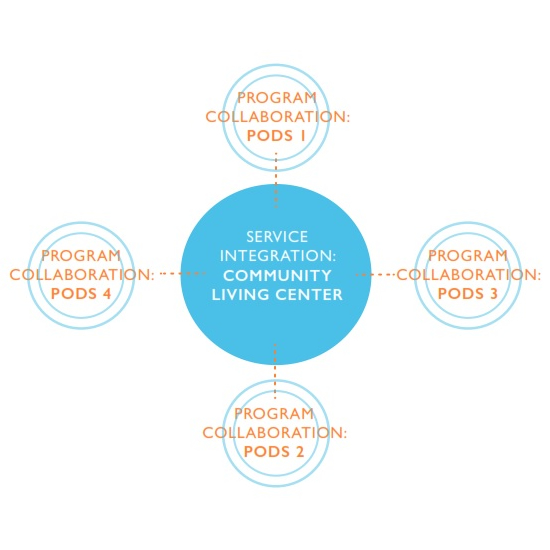 PROGRAM
COLLABORATION:
PODS 1
SERVICE
INTEGRATION:
COMMUNITY
LIVING CENTER
PROGRAM
COLLABORATION:
PODS 4
PROGRAM
COLLABORATION:
PODS 3
PROGRAM
COLLABORATION:
PODS 2